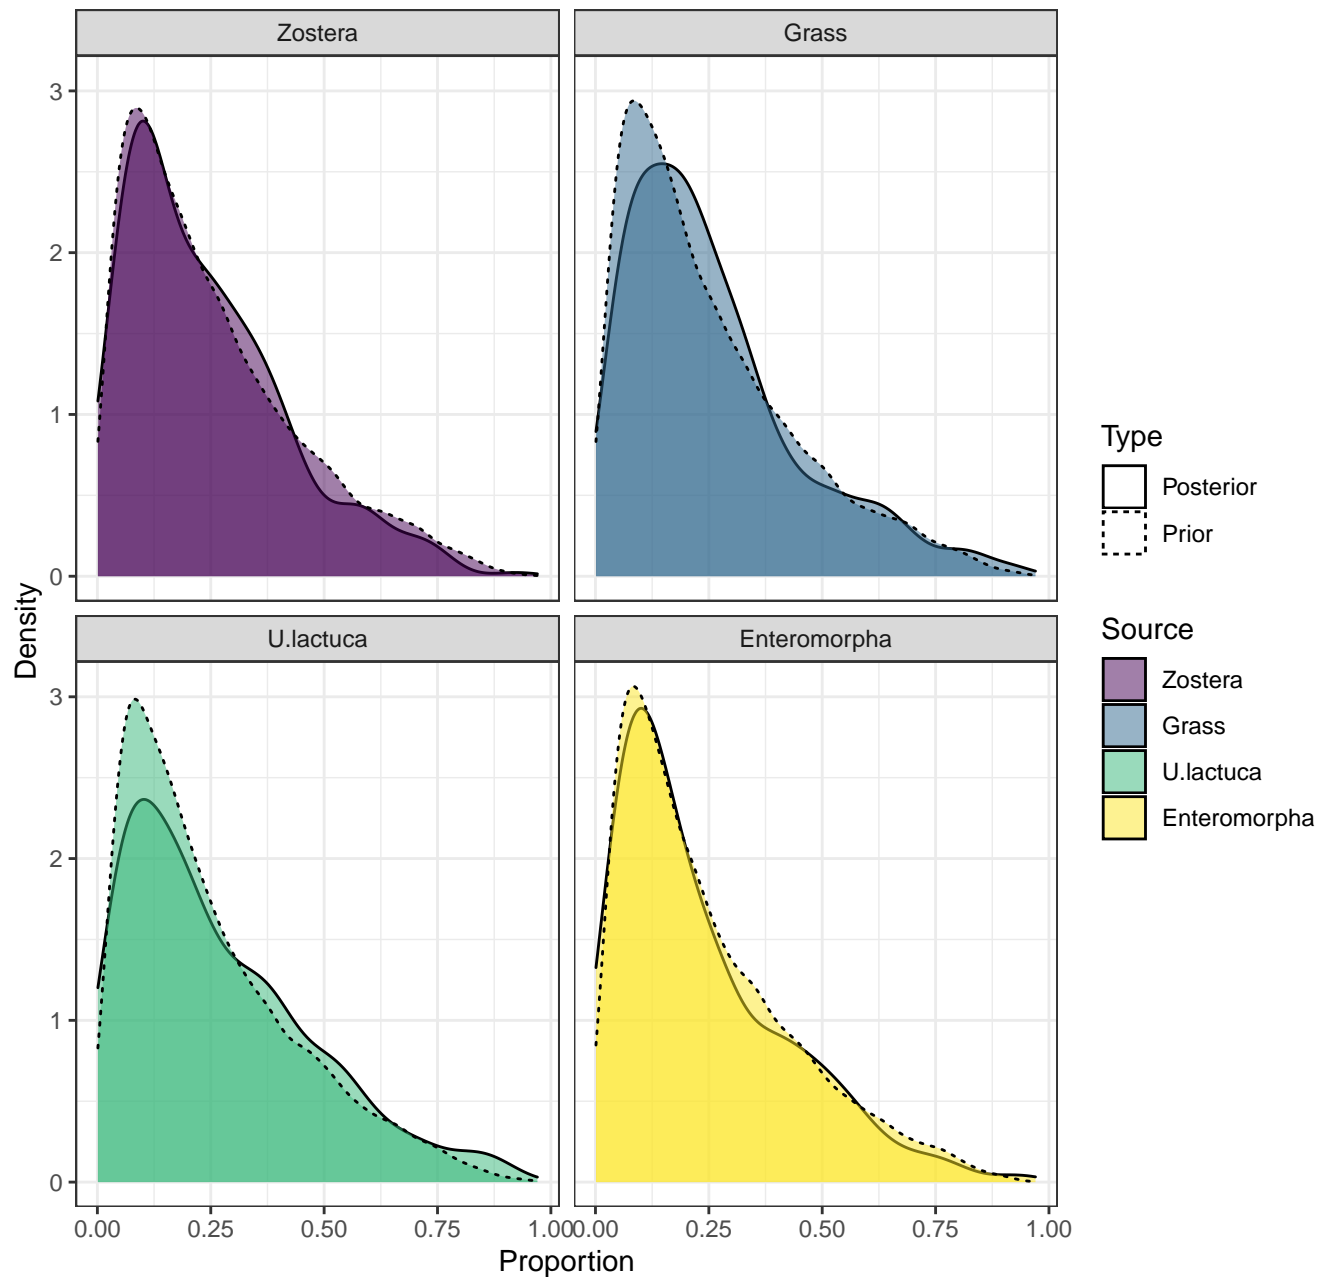 Zostera
Grass
3
2
1
0
U.lactuca
Enteromorpha
3
2
1
0
0.00 0.25 0.50 0.75 1.00
0.00 0.25 0.50 0.75 1.00
Proportion
Density
Type
Posterior
Prior
Source
Zostera
Grass
U.lactuca
Enteromorpha